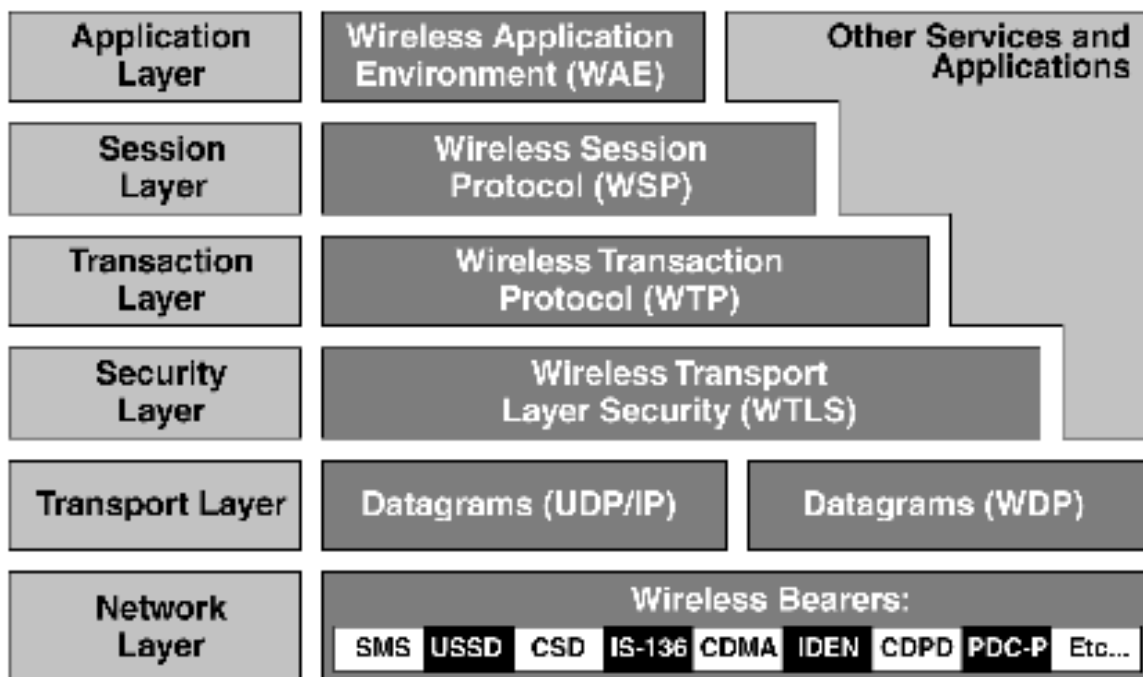 Application
Layer
Wireless Application
Environment (WAE)
Other Services and
Applications
Session
Layer
Wireless Session
Protocol (WSP)
Transaction
Layer
Wireless Transaction
Protocol (WTP)
Security
Layer
Wireless Transport
Layer Security (WTLS)
Transport Layer
Datagrams (UDP/IP)
Datagrams (WDP)
Network
Layer
Wireless Bearers:
SMS USSD CSD IS-136 CDMA IDEN CDPD PDC-P Etc...